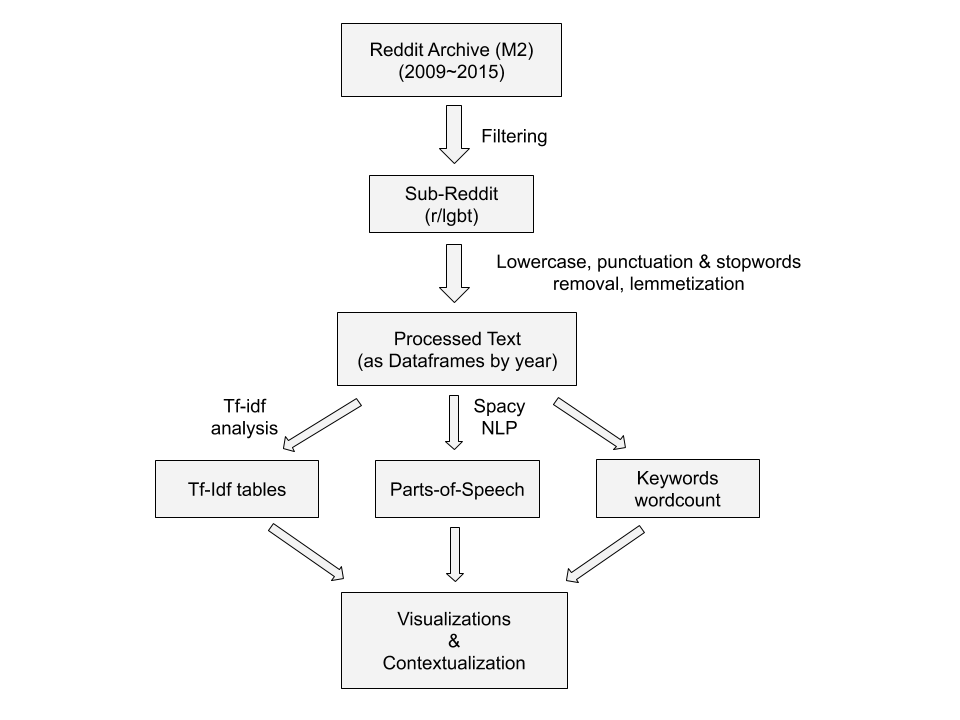 Reddit Archive (M2)
(2009~2015)
Filtering
Sub-Reddit
(r/lgbt)
Lowercase, punctuation & stopwords
removal, lemmetization
Processed Text
(as Dataframes by year)
Tf-idf
analysis
Spacy
NLP
Tf-Idf tables
Parts-of-Speech
Keywords
wordcount
Visualizations
&
Contextualization